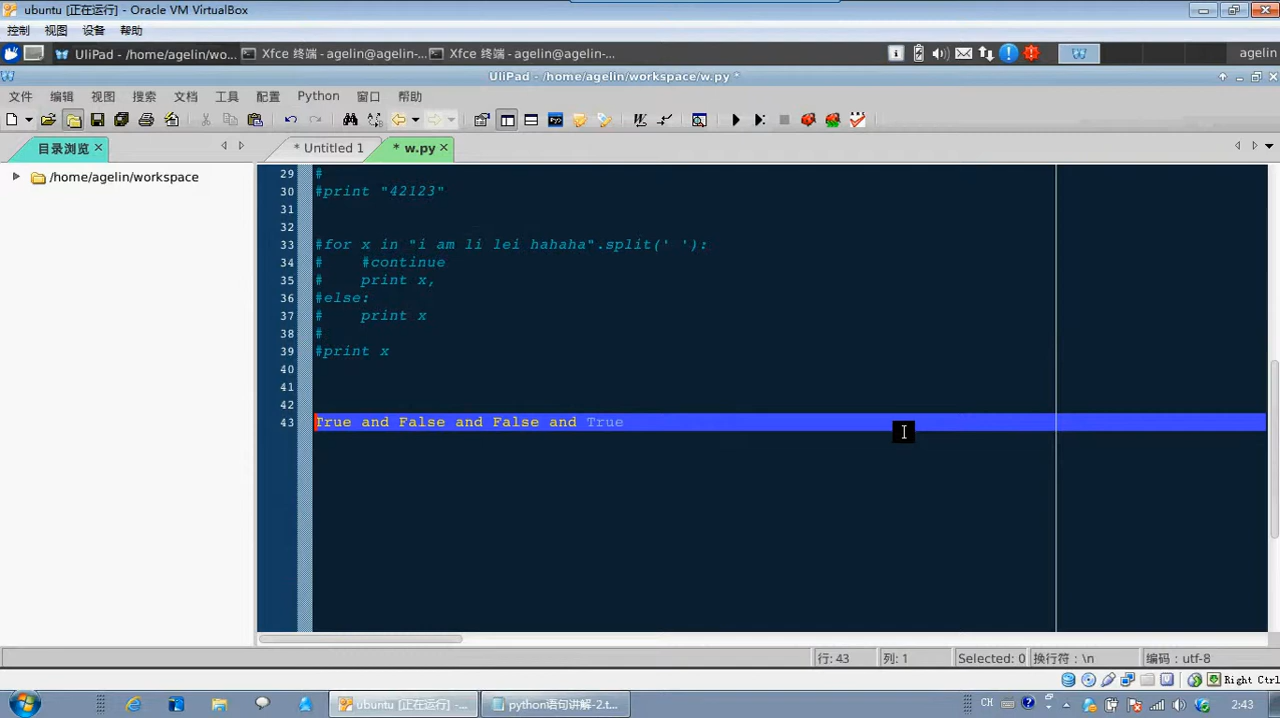 ubuntu [正在运行] - Oracle VM VirtualBox
控制 视图 设备 帮助
UliPad - /home/agelin/wo... Xfce 终端 - agelin@agelin-... Xfce 终端 - agelin@agelin-... agelin
UliPad - /home/agelin/workspace/w.py *
文件 编辑 视图 搜索 文档 工具 配置 Python 窗口 帮助
目录浏览 * Untitled 1 * w.py
/home/agelin/workspace
29 #
30 #print "42123"
31
32
33 #for x in "i am li lei hahaha".split(' '):
34 #    #continue
35 #    print x,
36 #else:
37 #    print x
38 #
39 #print x
40
41
42
43 True and False and False and True
行: 43 列: 1 Selected: 0 换行符：\n 编码：utf-8
Right Ctrl
ubuntu [正在运行] -... python语句讲解-2.t... CH 2:43